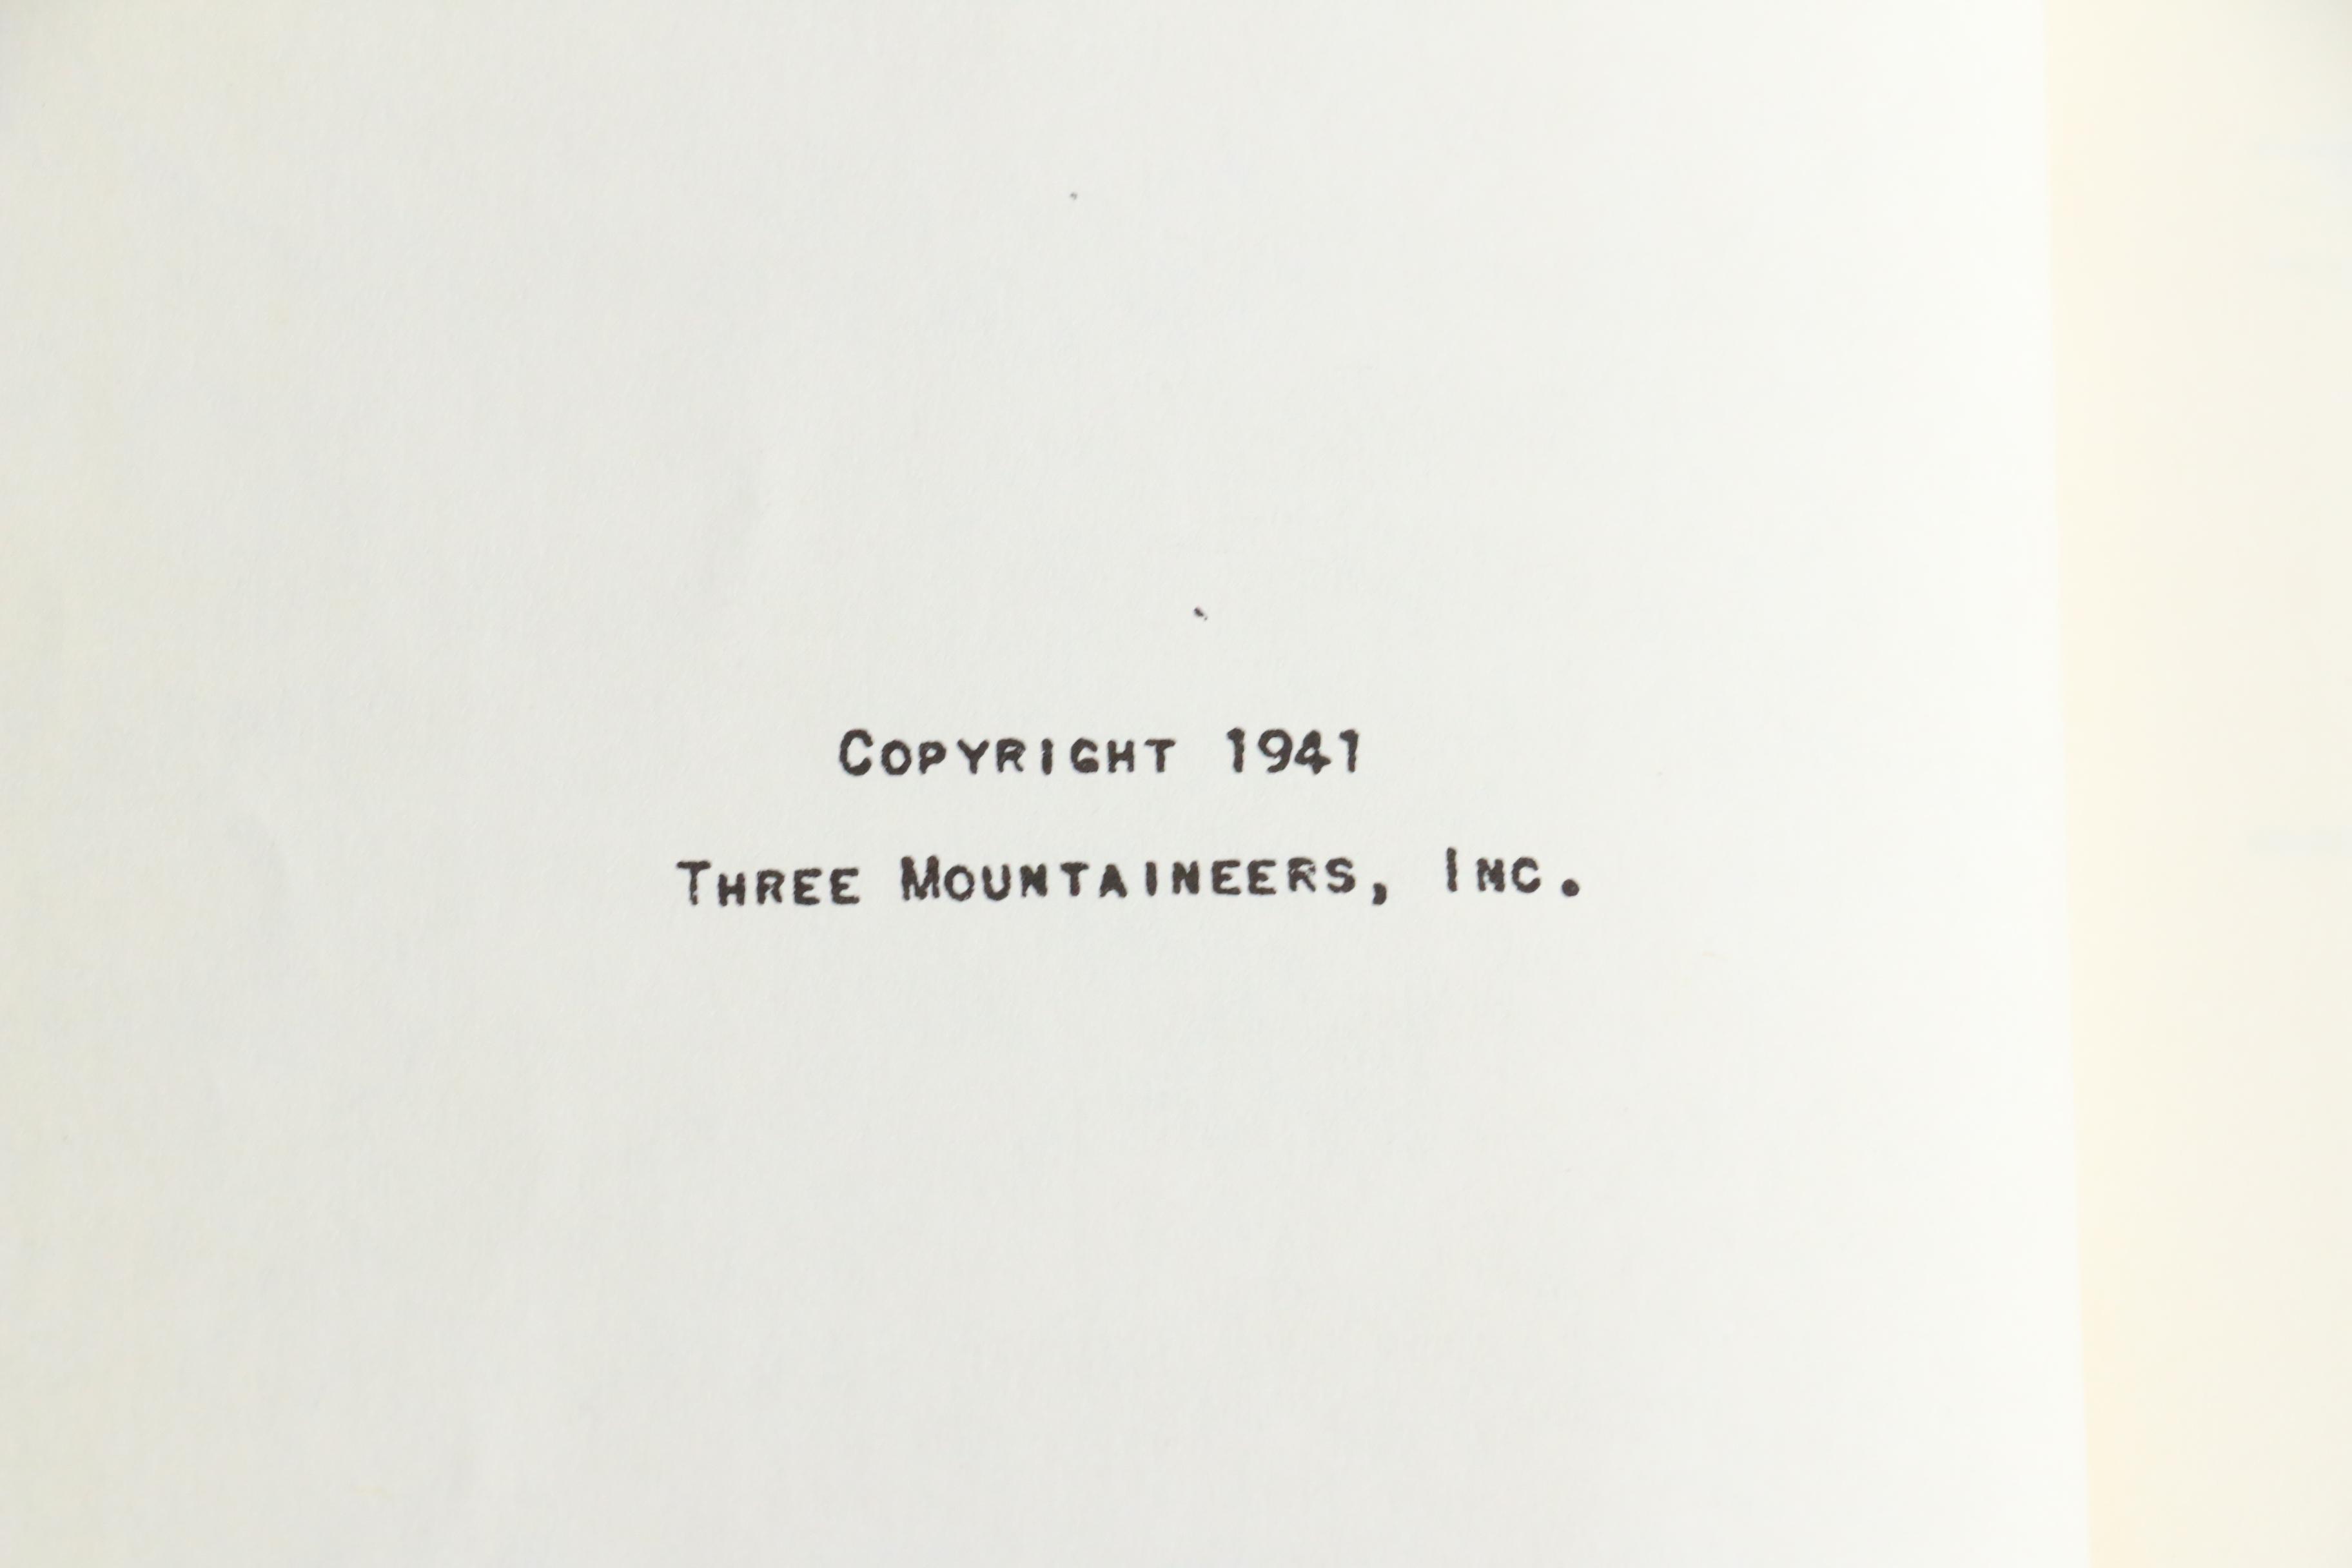 Copyright 1941
Three Mountaineers, Inc.